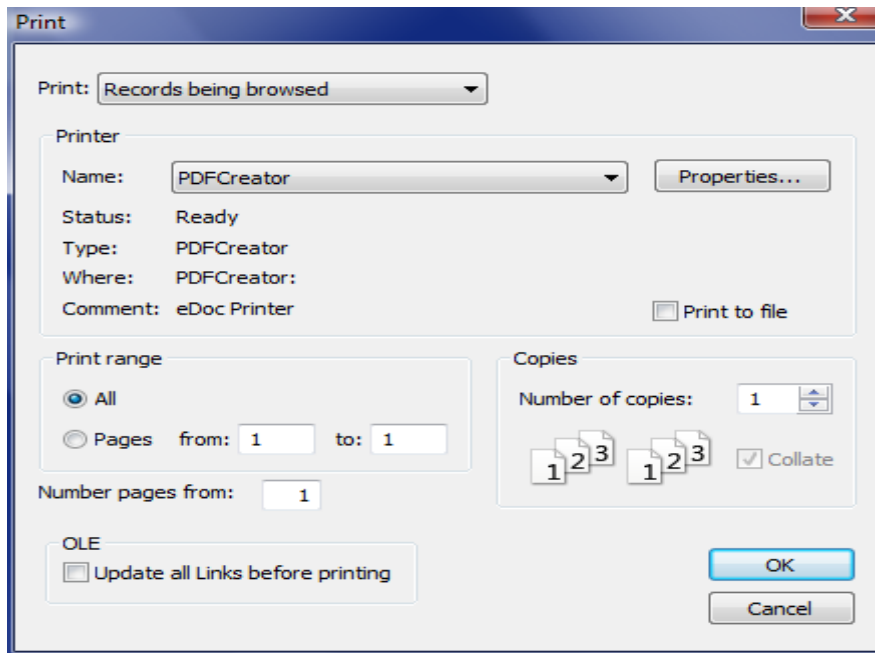 Print
Print: Records being browsed
Printer
Name: PDFCreator Properties...
Status: Ready
Type: PDFCreator
Where: PDFCreator:
Comment: eDoc Printer Print to file
Print range
All
Pages from: 1 to: 1
Number pages from: 1
Copies
Number of copies: 1
1 2 3 1 2 3 Collate
OLE
Update all Links before printing
OK
Cancel